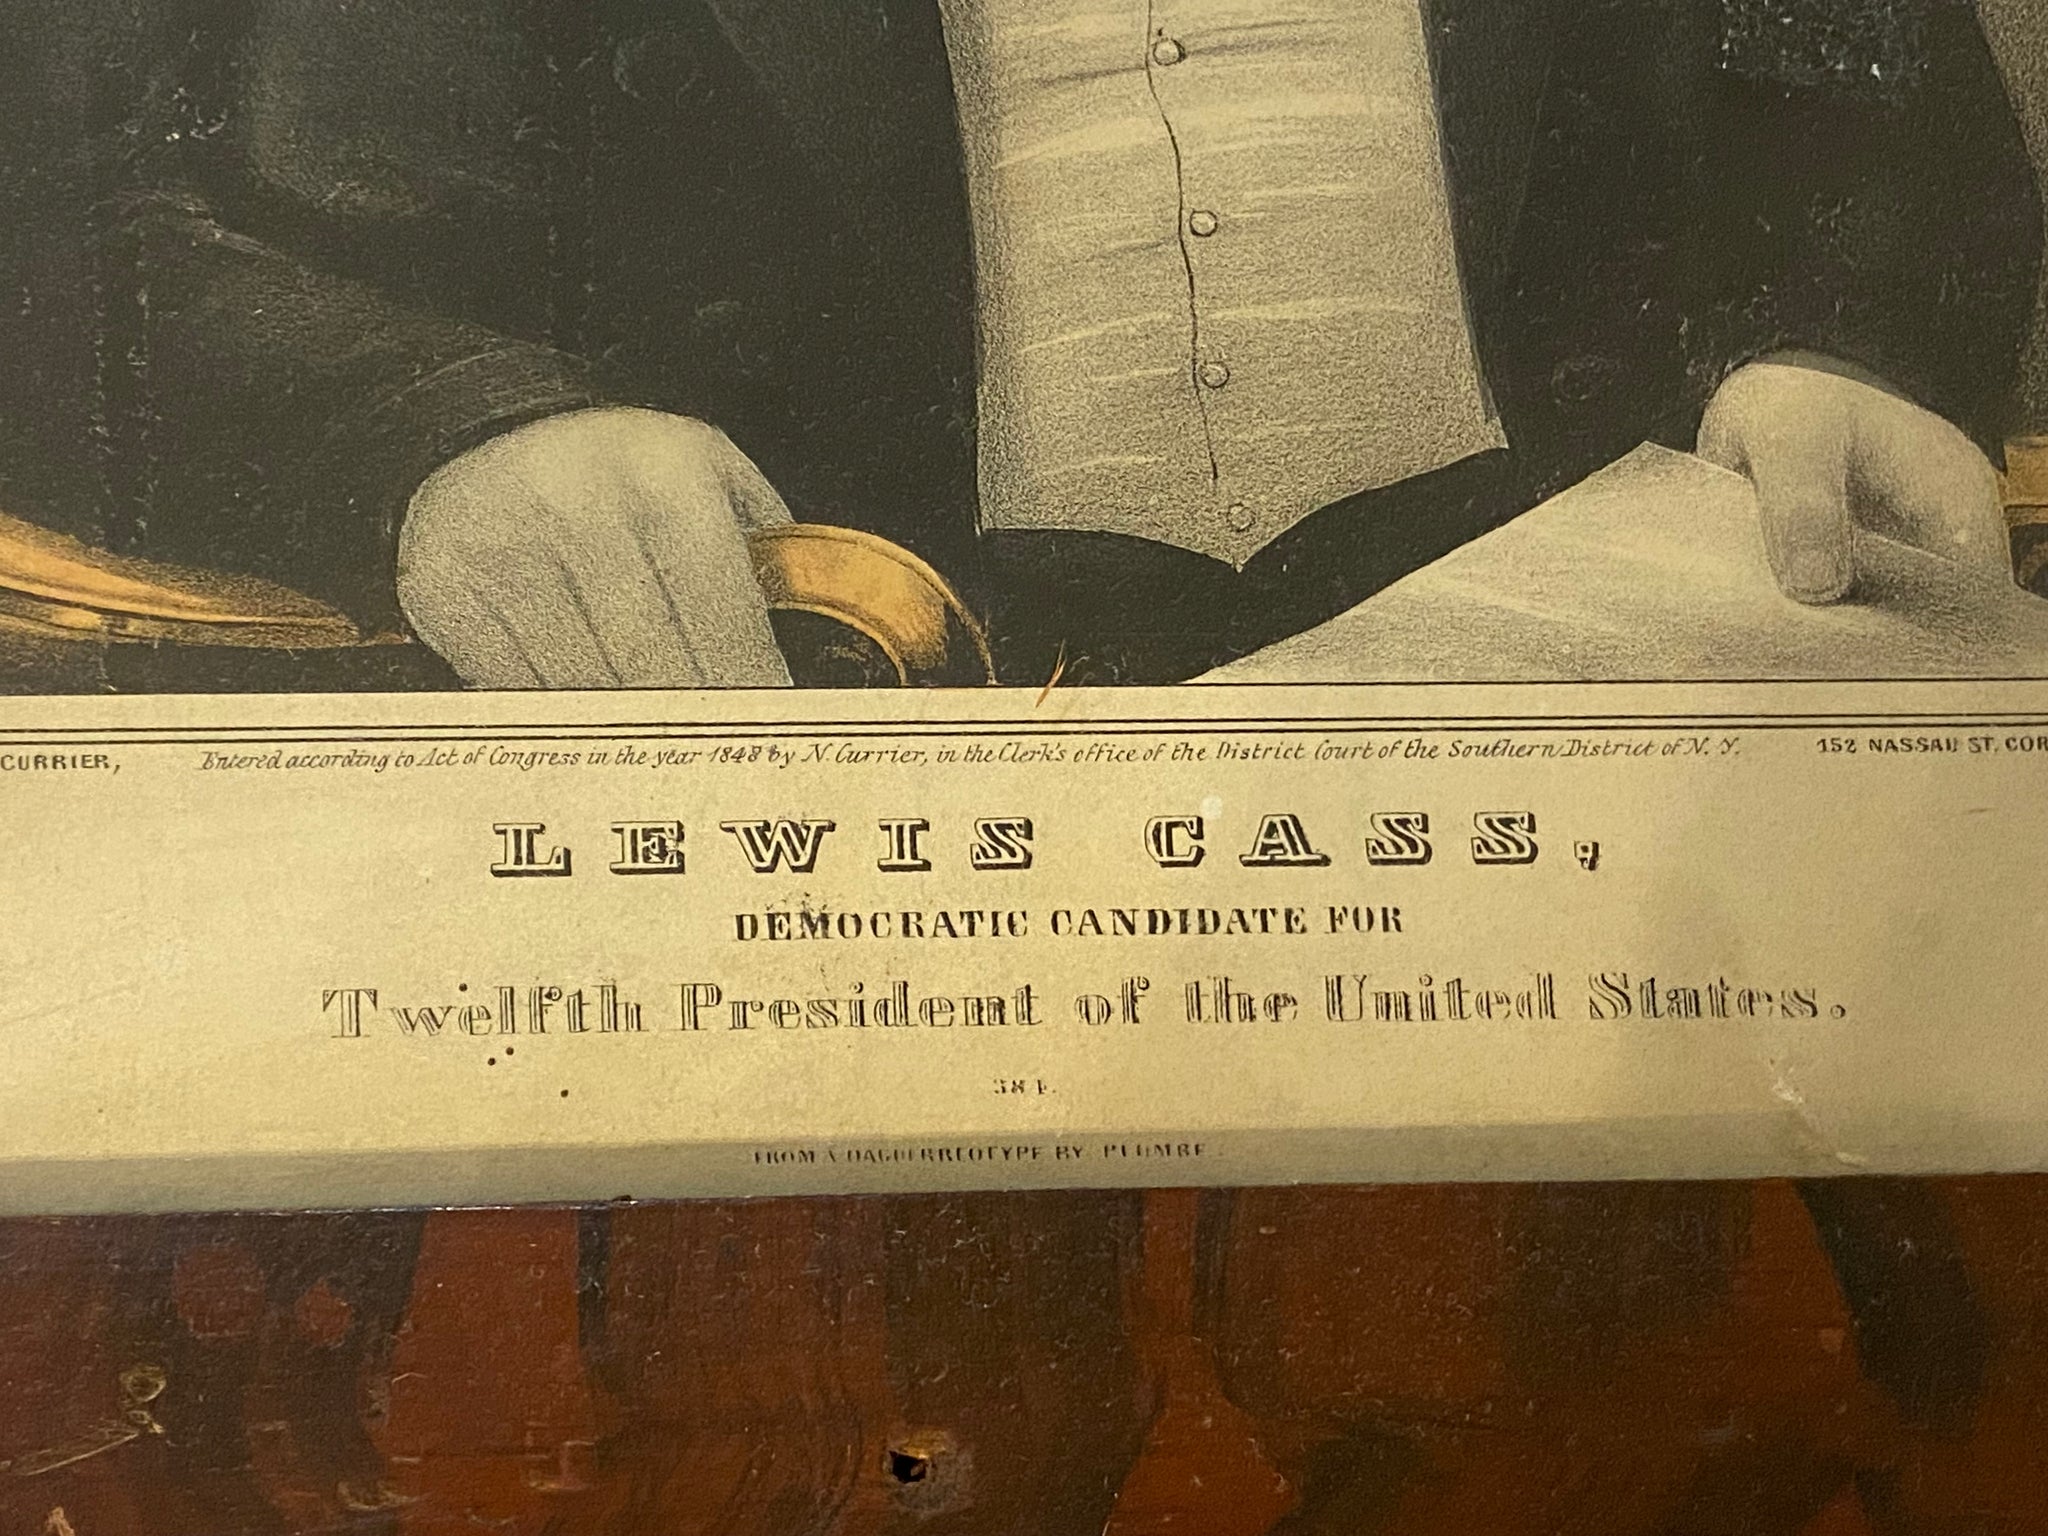 CURRIER, Entered according to Act of Congress in the year 1848 by N. Currier, in the Clerk's office of the District Court of the Southern District of N. Y. 152 NASSAU ST. COR
LEWIS CASS,
DEMOCRATIC CANDIDATE FOR
Twelfth President of the United States.
381.
FROM A DAGUERREOTYPE BY PLUMBE.